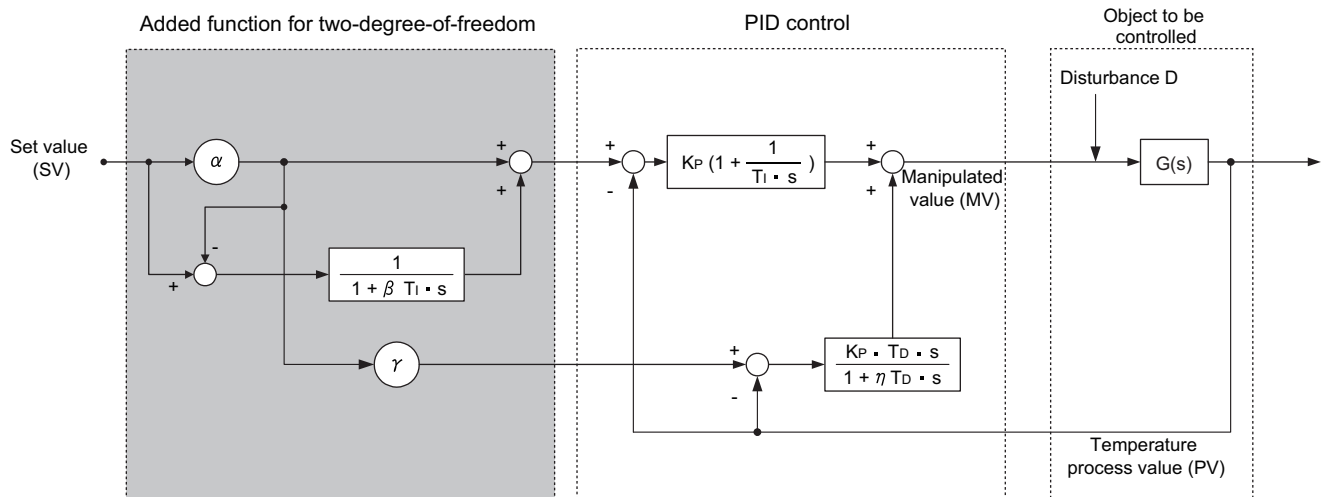 Added function for two-degree-of-freedom
PID control
Object to be
controlled
Disturbance D
Set value
(SV)
α
+
+
+
-
KP (1 + 1 / TI · s )
+
+
Manipulated
value (MV)
G(s)
-
+
1
1 + β TI · s
γ
+
-
KP · TD · s
1 + η TD · s
Temperature
process value (PV)